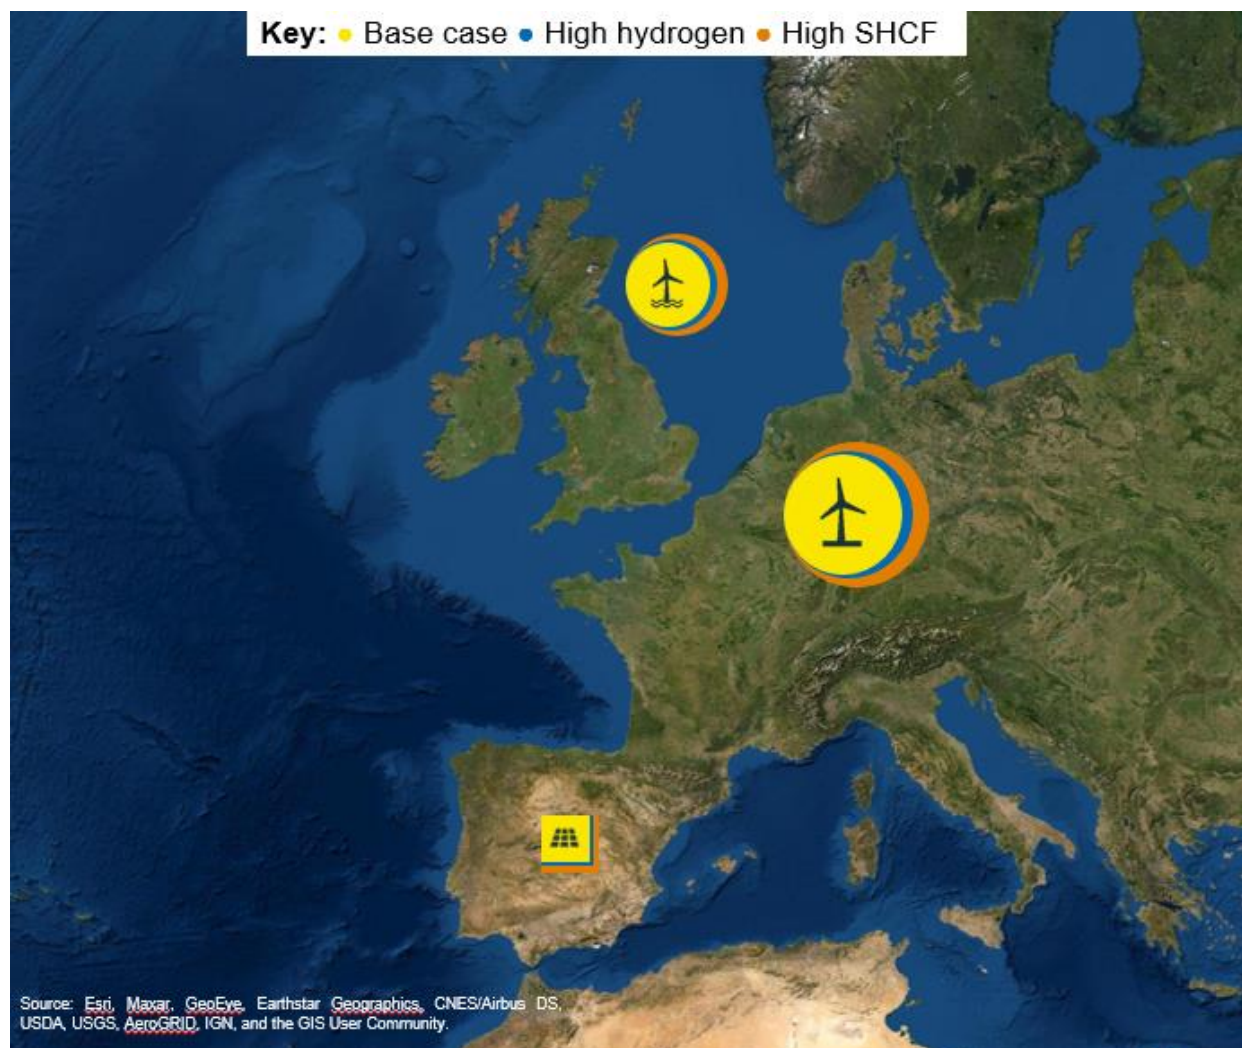 Key: Base case High hydrogen High SHCF
Source: Esri, Maxar, GeoEye, Earthstar Geographics, CNES/Airbus DS,
USDA, USGS, AeroGRID, IGN, and the GIS User Community.